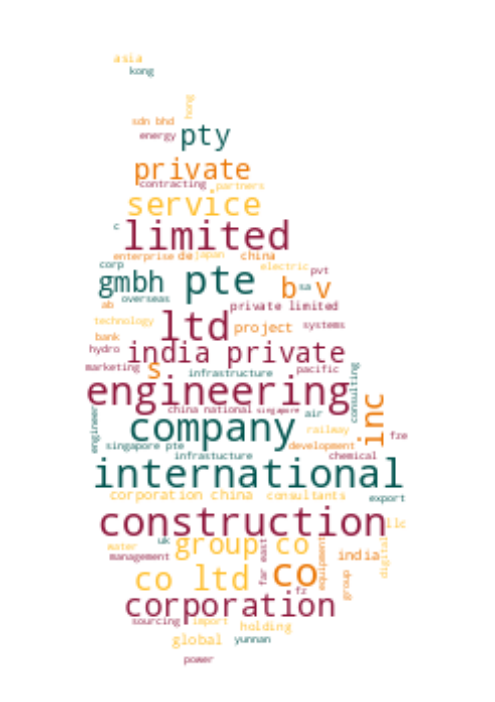 asia
kong
hong
sdn bhd
energy pty
private
contracting partners
service
c limited
enterprise de japan china
corp electric pvt
gmbh pte b v sa
overseas
ab private limited
technology ltd project systems
bank
hydro india private
marketing s infrastructure pacific
engineering consulting
china national singapore air inc
engineer company railway fze
singapore pte development
infrastucture chemical
international
corporation china consultants export
construction llc
water uk group co
management far east equipment india digital
co ltd co fz group
corporation
sourcing import holding
global yunnan
power